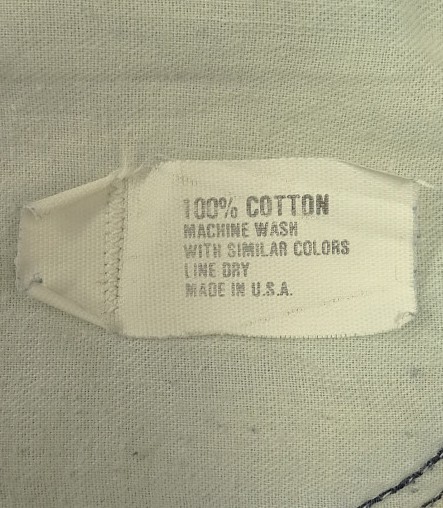 100% COTTON
MACHINE WASH
WITH SIMILAR COLORS
LINE DRY
MADE IN U.S.A.